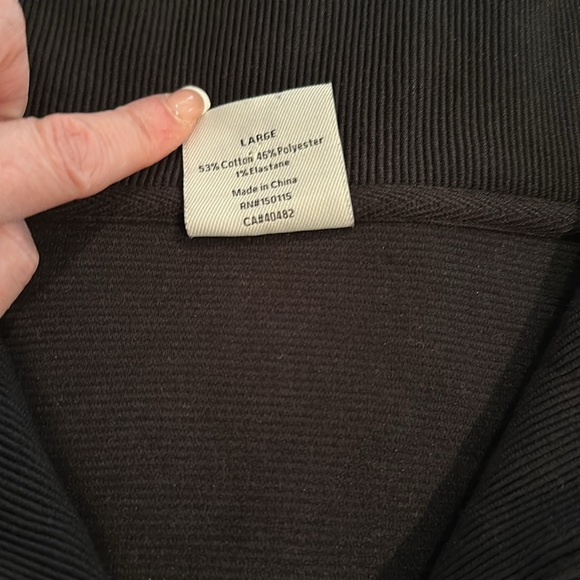 LARGE
53% Cotton 46% Polyester
1% Elastane
Made in China
RN#150115
CA#40482